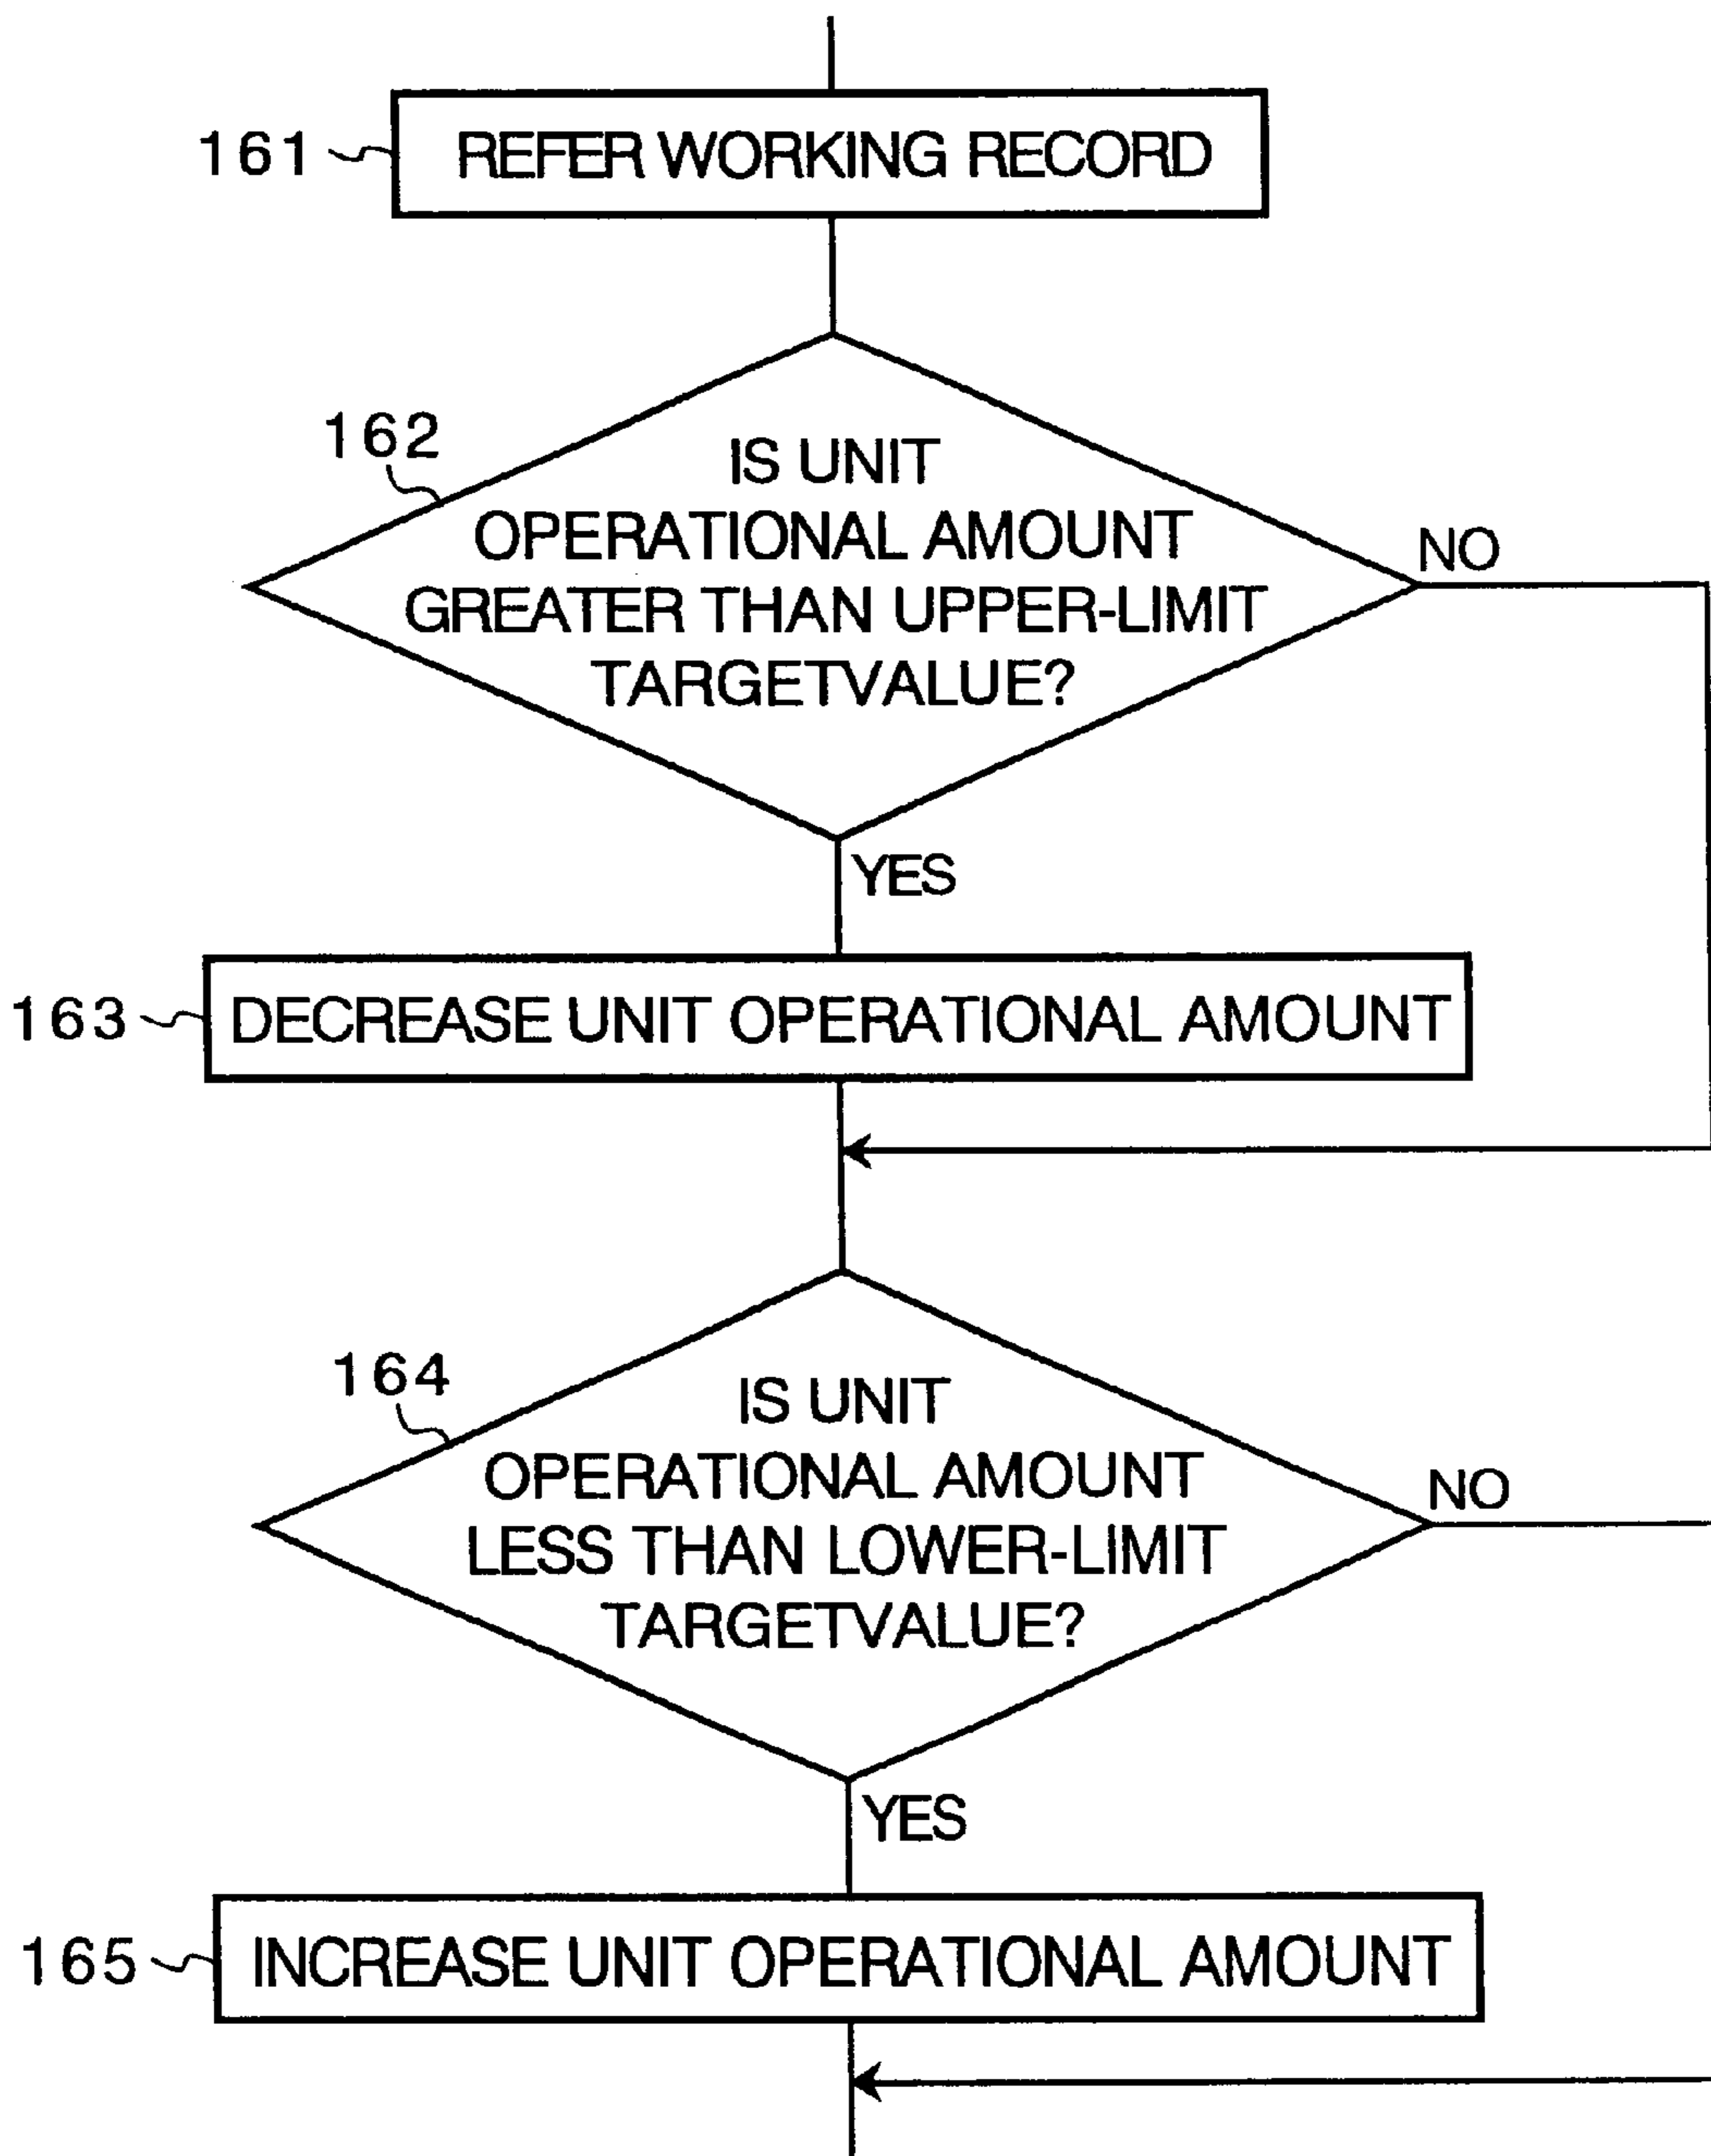 161
REFER WORKING RECORD
162
IS UNIT
OPERATIONAL AMOUNT
GREATER THAN UPPER-LIMIT
TARGETVALUE?
NO
YES
163
DECREASE UNIT OPERATIONAL AMOUNT
164
IS UNIT
OPERATIONAL AMOUNT
LESS THAN LOWER-LIMIT
TARGETVALUE?
NO
YES
165
INCREASE UNIT OPERATIONAL AMOUNT